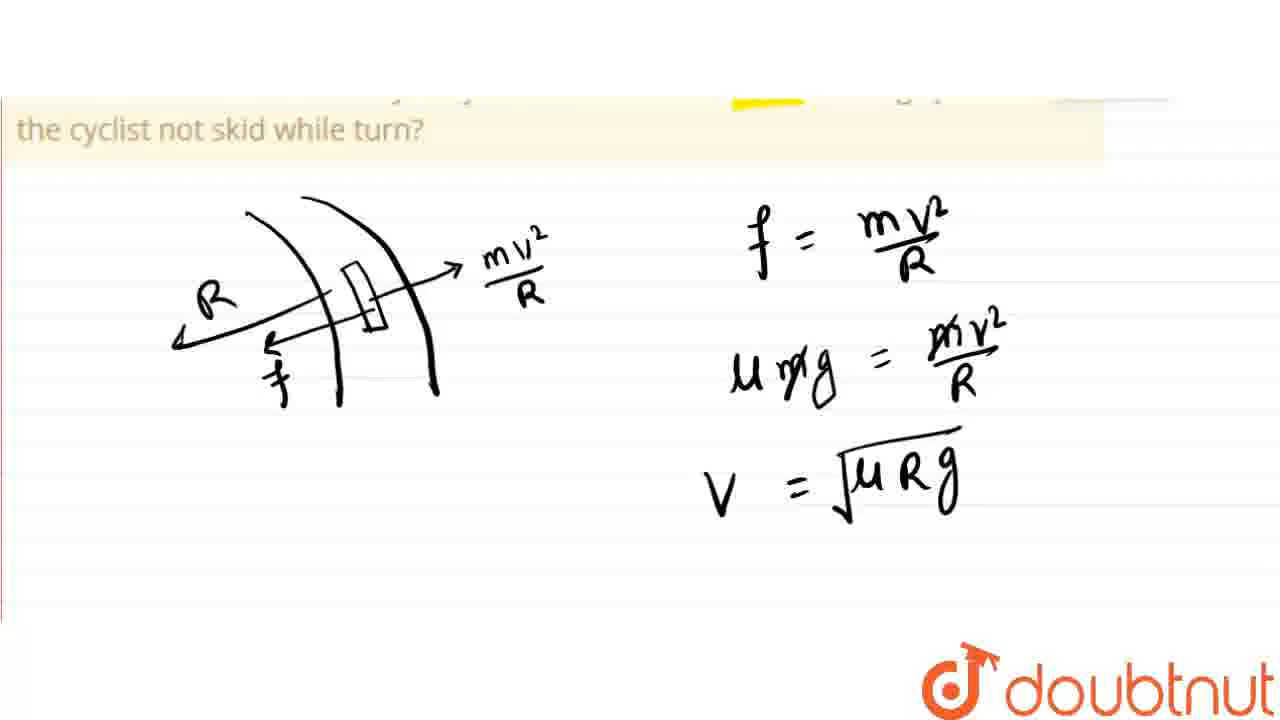 the cyclist not skid while turn?
R
f
mv²/R
f = mv²/R
μmg = mv²/R
v = √μRg
doubtnut